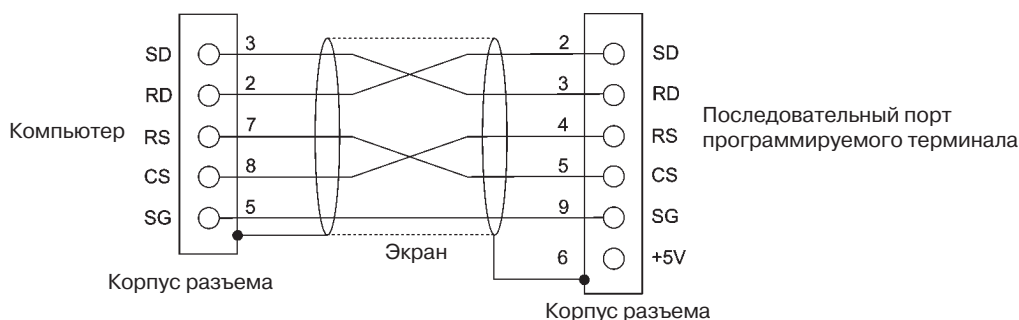 Компьютер
SD 3
RD 2
RS 7
CS 8
SG 5
Корпус разъема
Экран
2 SD
3 RD
4 RS
5 CS
9 SG
6 +5V
Корпус разъема
Последовательный порт
программируемого терминала